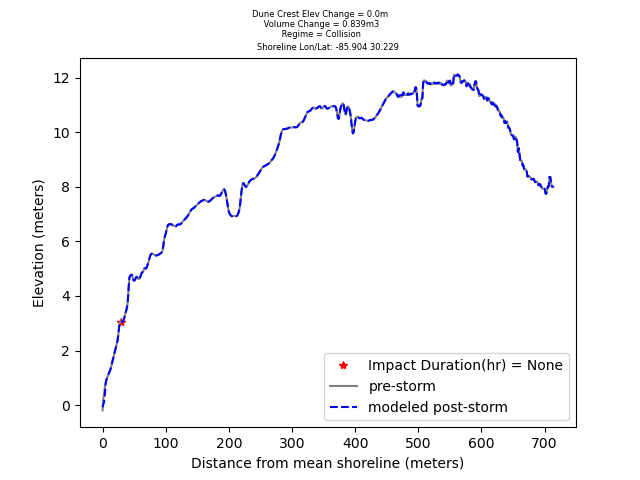 Dune Crest Elev Change = 0.0m
Volume Change = 0.839m3
Regime = Collision
Shoreline Lon/Lat: -85.904 30.229
Elevation (meters)
12
10
8
6
4
2
0
Impact Duration(hr) = None
pre-storm
modeled post-storm
0 100 200 300 400 500 600 700
Distance from mean shoreline (meters)